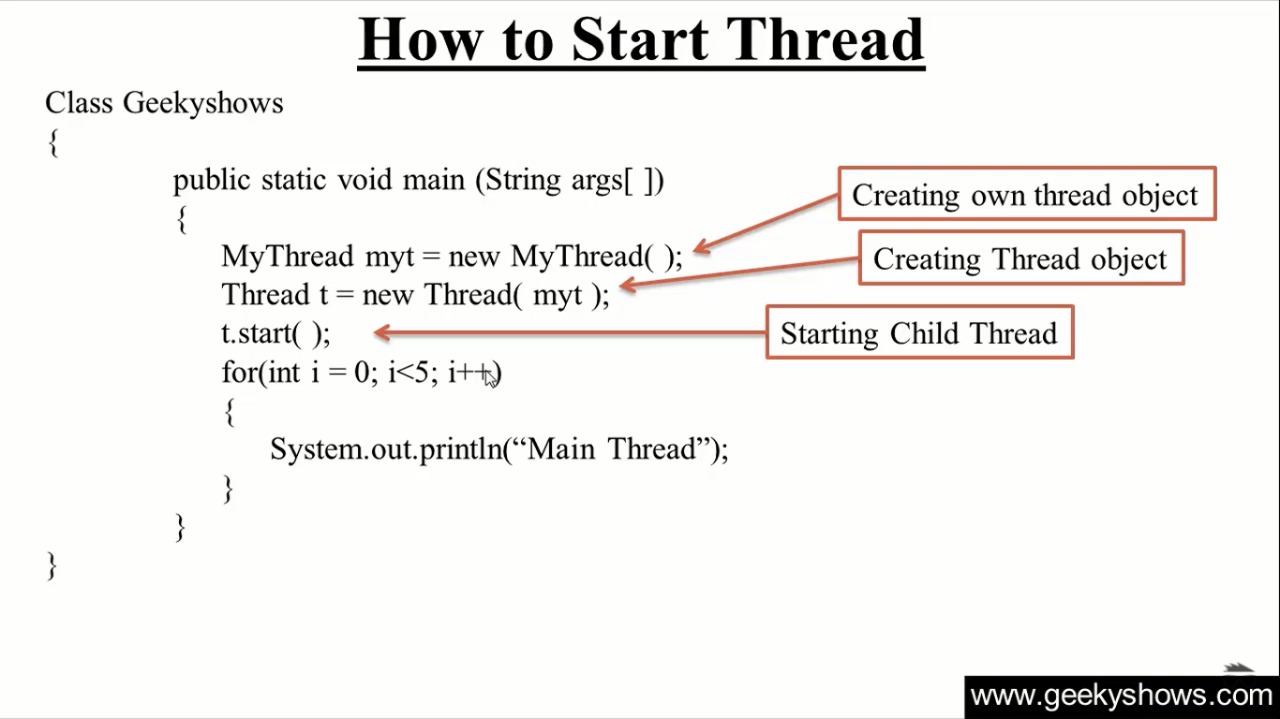 How to Start Thread
Class Geekyshows
{
public static void main (String args[ ])
{
MyThread myt = new MyThread( );
Creating own thread object
Thread t = new Thread( myt );
Creating Thread object
t.start( );
Starting Child Thread
for(int i = 0; i<5; i++)
{
System.out.println(“Main Thread”);
}
}
}
www.geekyshows.com